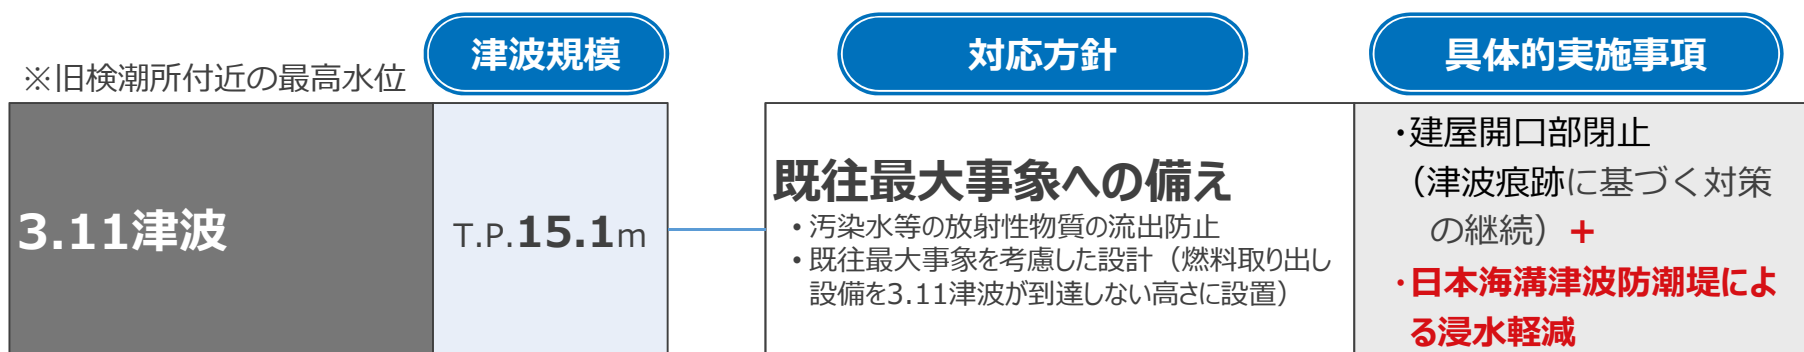 ※旧検潮所付近の最高水位
津波規模
対応方針
具体的実施事項
3.11津波
T.P.15.1m
既往最大事象への備え
・汚染水等の放射性物質の流出防止
・既往最大事象を考慮した設計（燃料取り出し
設備を3.11津波が到達しない高さに設置）
・建屋開口部閉止
（津波痕跡に基づく対策
の継続）＋
・日本海溝津波防潮堤によ
る浸水軽減